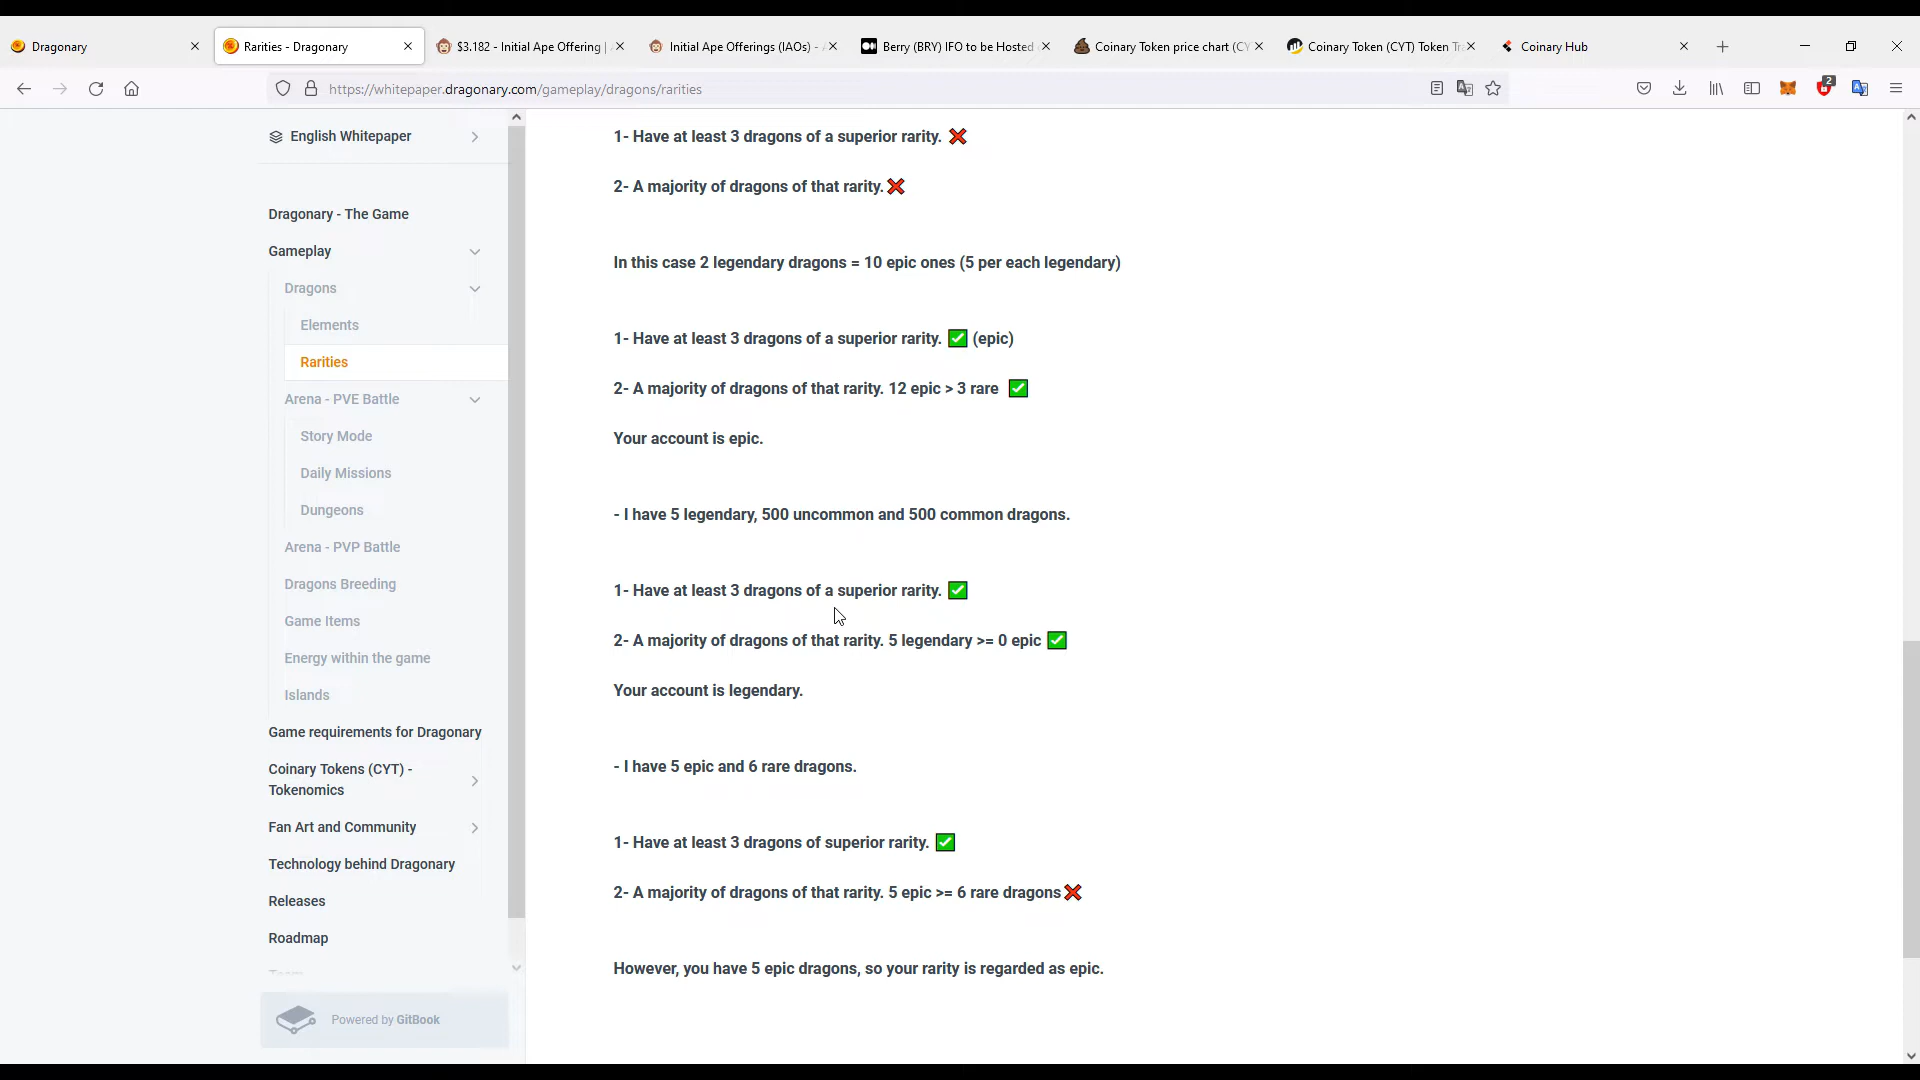 Dragonary
Rarities - Dragonary
$3.182 - Initial Ape Offering |
Initial Ape Offerings (IAOs) -
Berry (BRY) IFO to be Hosted
Coinary Token price chart (CY
Coinary Token (CYT) Token Tr
Coinary Hub
https://whitepaper.dragonary.com/gameplay/dragons/rarities
2
English Whitepaper
Dragonary - The Game
Gameplay
Dragons
Elements
Rarities
Arena - PVE Battle
Story Mode
Daily Missions
Dungeons
Arena - PVP Battle
Dragons Breeding
Game Items
Energy within the game
Islands
Game requirements for Dragonary
Coinary Tokens (CYT) -
Tokenomics
Fan Art and Community
Technology behind Dragonary
Releases
Roadmap
Powered by GitBook
1- Have at least 3 dragons of a superior rarity. ❌
2- A majority of dragons of that rarity.❌
In this case 2 legendary dragons = 10 epic ones (5 per each legendary)
1- Have at least 3 dragons of a superior rarity. ✅ (epic)
2- A majority of dragons of that rarity. 12 epic > 3 rare ✅
Your account is epic.
- I have 5 legendary, 500 uncommon and 500 common dragons.
1- Have at least 3 dragons of a superior rarity. ✅
2- A majority of dragons of that rarity. 5 legendary >= 0 epic ✅
Your account is legendary.
- I have 5 epic and 6 rare dragons.
1- Have at least 3 dragons of superior rarity. ✅
2- A majority of dragons of that rarity. 5 epic >= 6 rare dragons❌
However, you have 5 epic dragons, so your rarity is regarded as epic.